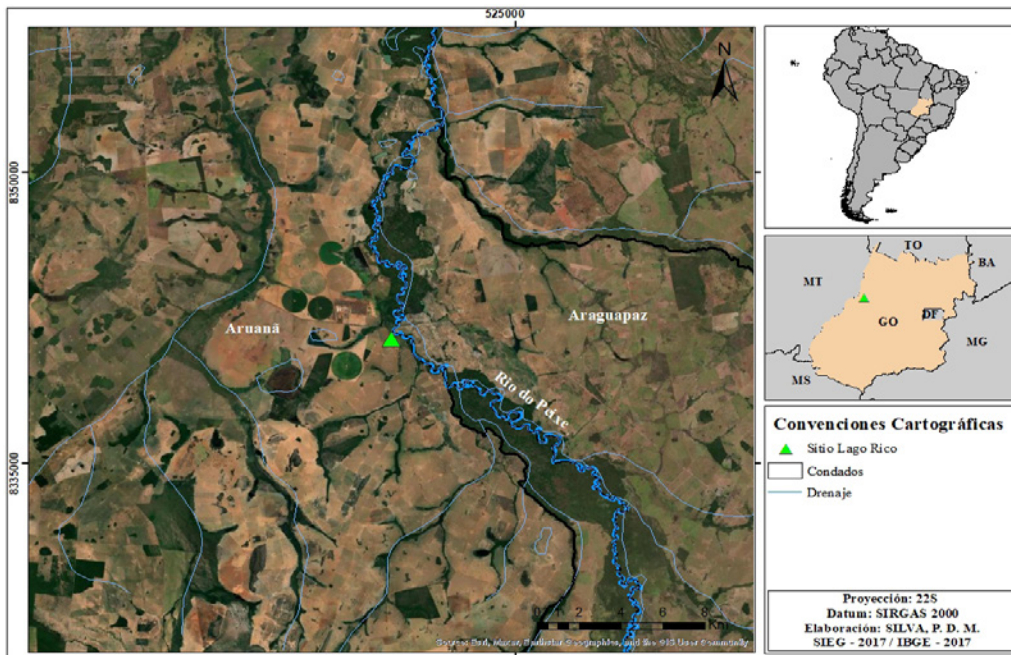 525000
N
8350000
Aruanã
Araguapaz
Rio do Peixe
8335000
0 1 2 4 6 8
Km
TO
MT
BA
GO
DF
MG
MS
Convenciones Cartográficas
Sitio Lago Rico
Condados
Drenaje
Proyección: 22S
Datum: SIRGAS 2000
Elaboración: SILVA, P. D. M.
SIEG - 2017 / IBGE - 2017